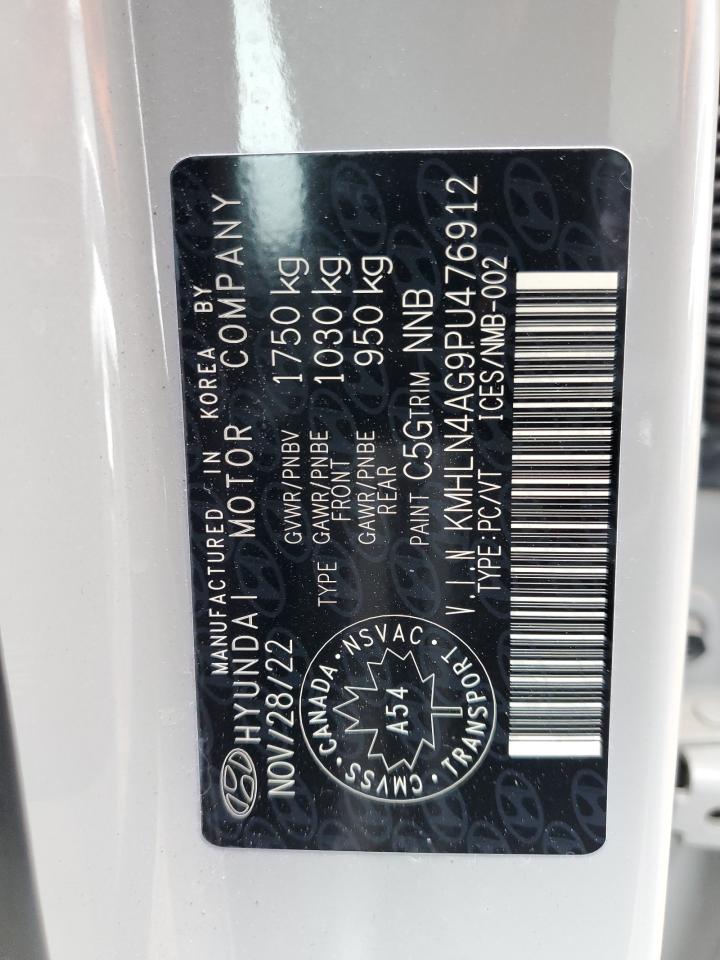 MANUFACTURED IN KOREA BY
HYUNDAI MOTOR COMPANY
NOV/28/22
GVWR/PNBV 1750 kg
TYPE GAWR/PNBE FRONT 1030 kg
GAWR/PNBE REAR 950 kg
PAINT C5G TRIM NNB
V.I.N KMHLN4AG9PU476912
TYPE:PC/VT ICES/NMB-002
CANADA · NSVAC · TRANSPORT · CMVSS ·
A54